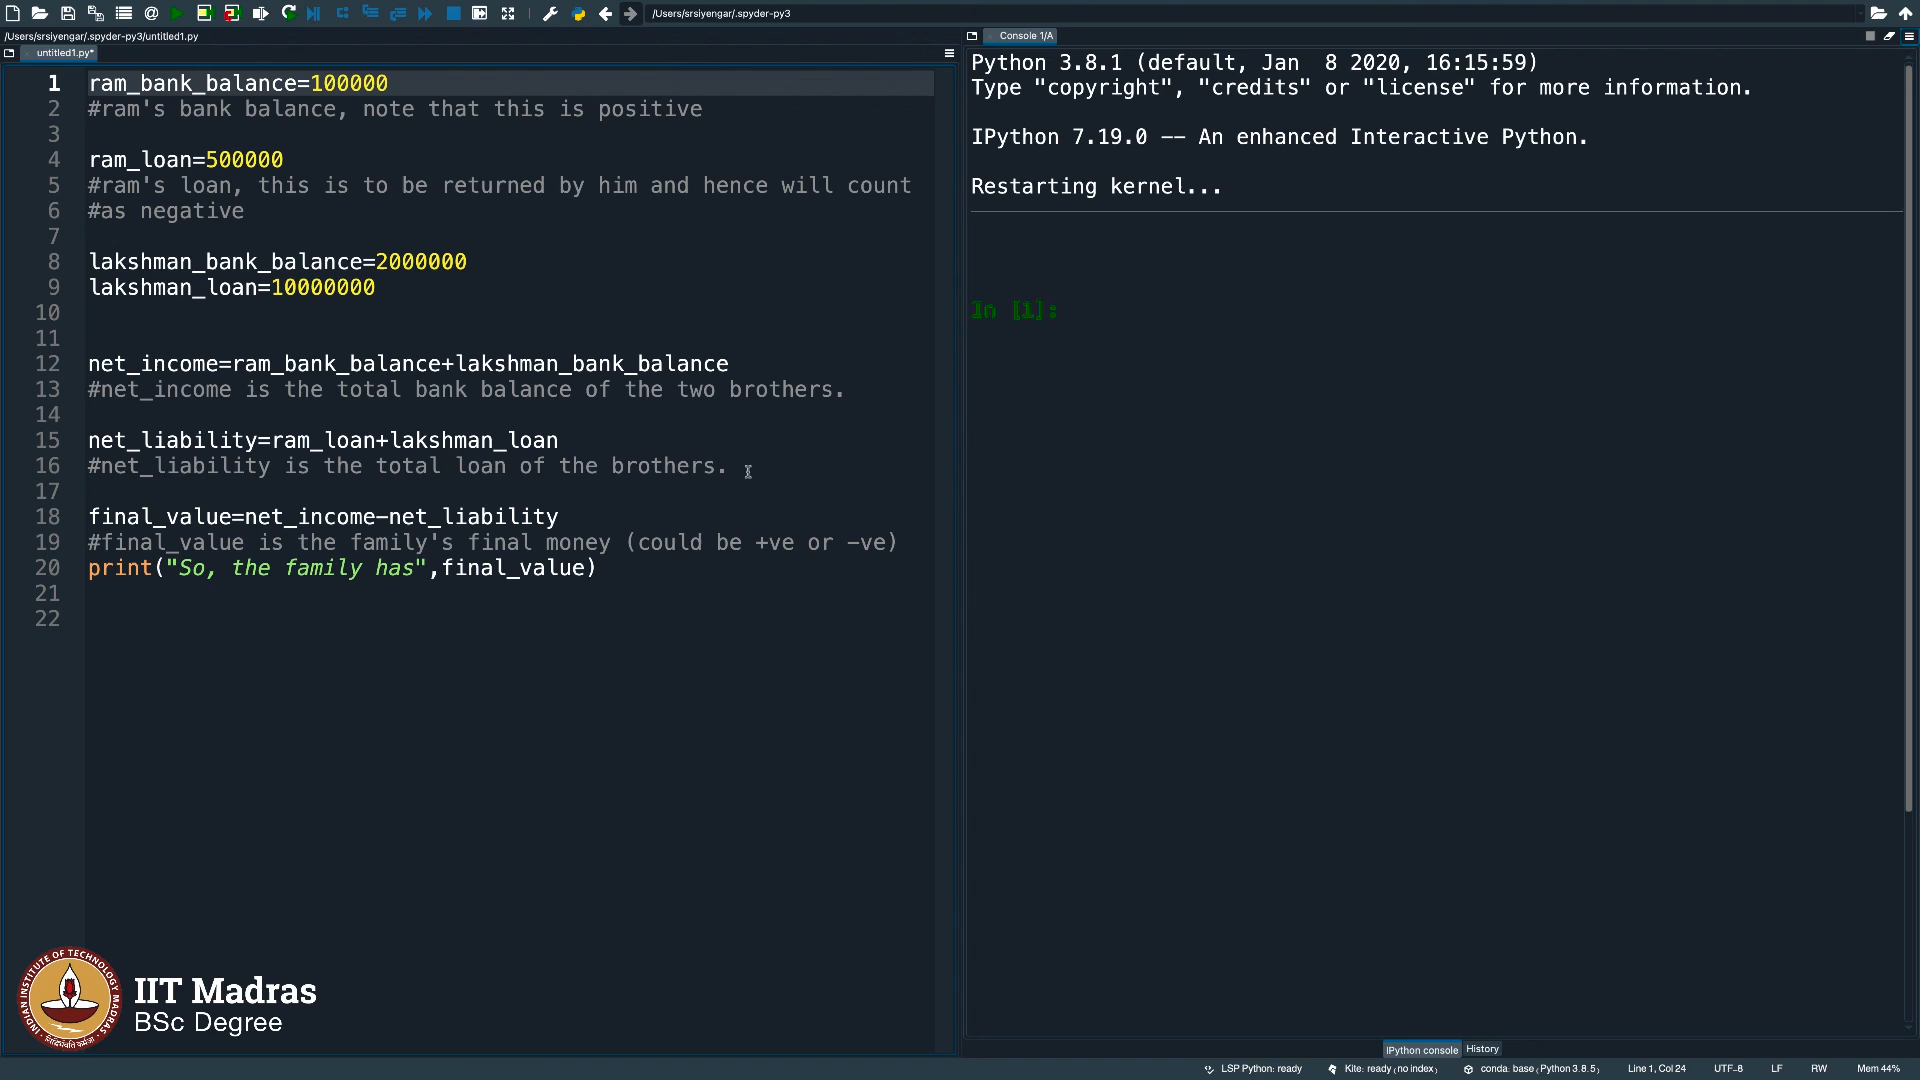 /Users/srsiyengar/.spyder-py3
/Users/srsiyengar/.spyder-py3/untitled1.py
untitled1.py*
Console 1/A
1 ram_bank_balance=100000
2 #ram's bank balance, note that this is positive
3
4 ram_loan=500000
5 #ram's loan, this is to be returned by him and hence will count
6 #as negative
7
8 lakshman_bank_balance=2000000
9 lakshman_loan=10000000
10
11
12 net_income=ram_bank_balance+lakshman_bank_balance
13 #net_income is the total bank balance of the two brothers.
14
15 net_liability=ram_loan+lakshman_loan
16 #net_liability is the total loan of the brothers.
17
18 final_value=net_income-net_liability
19 #final_value is the family's final money (could be +ve or -ve)
20 print("So, the family has",final_value)
21
22
Python 3.8.1 (default, Jan  8 2020, 16:15:59)
Type "copyright", "credits" or "license" for more information.
IPython 7.19.0 -- An enhanced Interactive Python.
Restarting kernel...
In [1]:
INDIAN INSTITUTE OF TECHNOLOGY MADRAS
IIT Madras
BSc Degree
IPython console
History
LSP Python: ready
Kite: ready (no index)
conda: base (Python 3.8.5)
Line 1, Col 24
UTF-8
LF
RW
Mem 44%